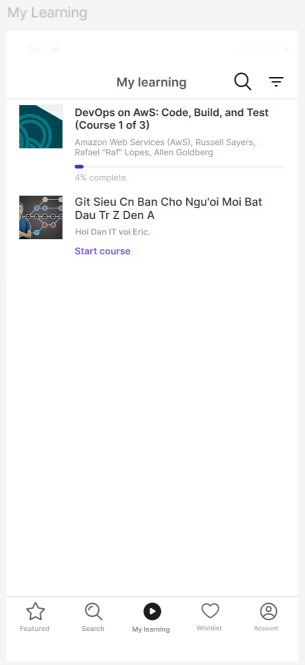 My Learning
My learning
DevOps on AwS: Code, Build, and Test
(Course 1 of 3)
Amazon Web Services (AwS), Russell Sayers,
Rafael "Raf" Lopes, Allen Goldberg
4% complete
Git Sieu Cn Ban Cho Ngu'oi Moi Bat
Dau Tr Z Den A
Hoi Dan IT voi Eric.
Start course
Featured
Search
My learning
Wishlist
Account